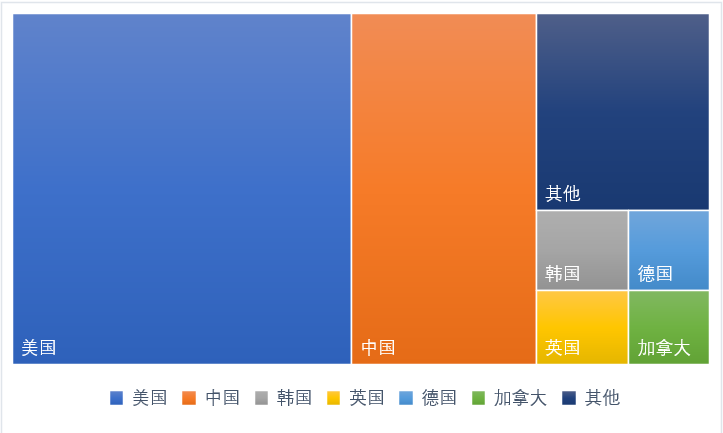 其他
韩国
德国
美国
中国
英国
加拿大
美国 中国 韩国 英国 德国 加拿大 其他